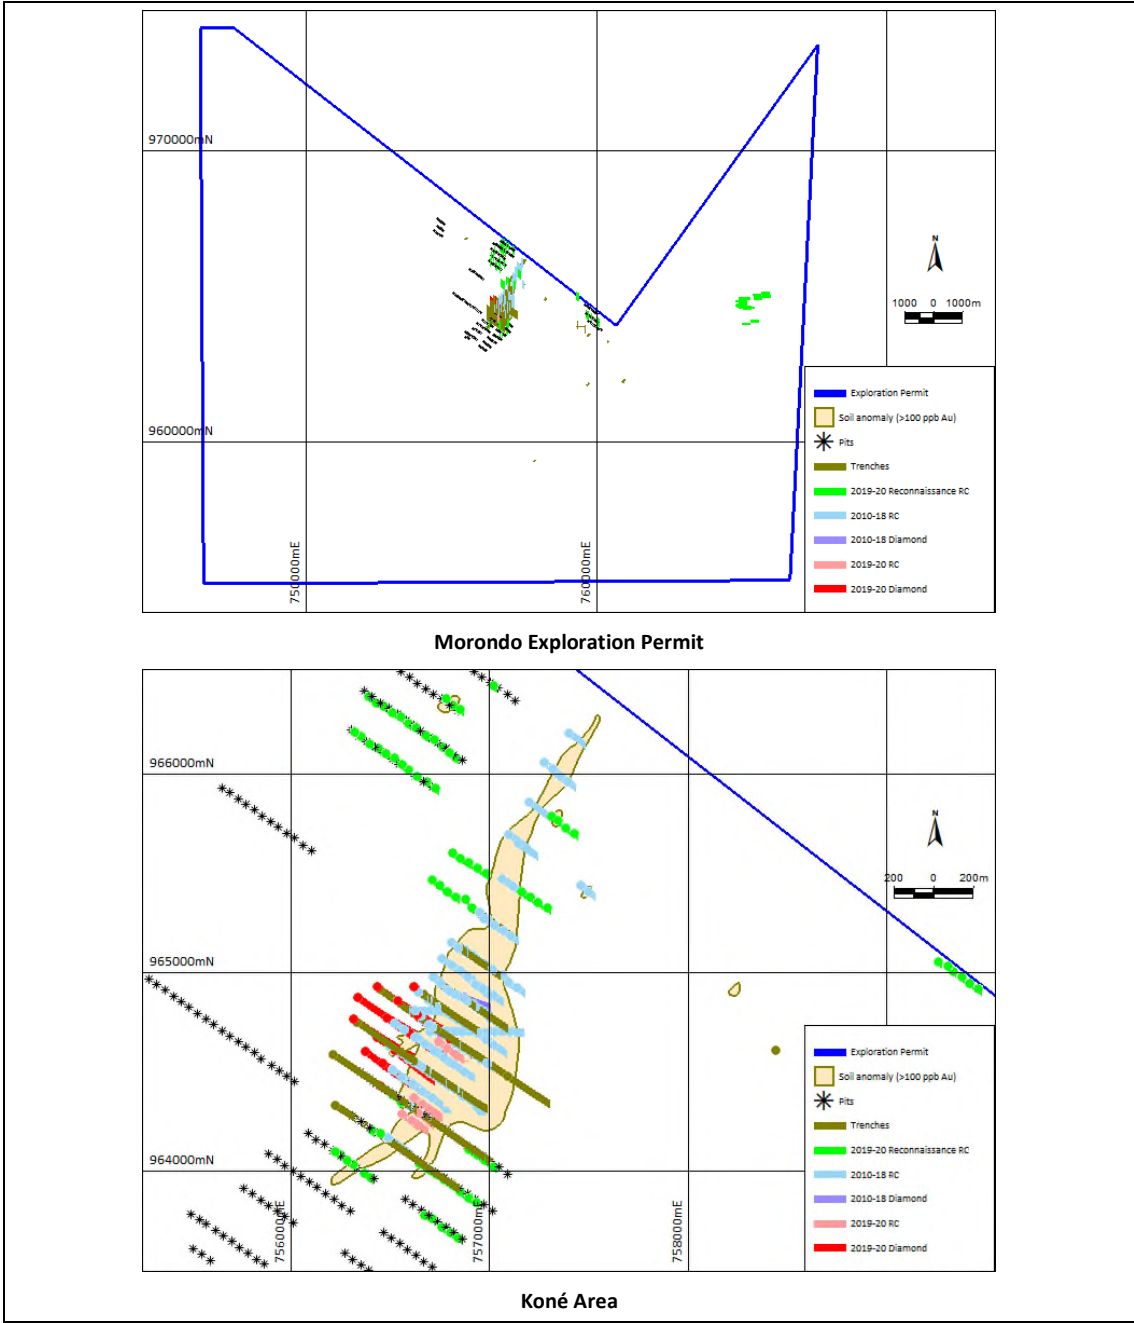 970000mN
N
1000 0 1000m
960000mN
750000mE
760000mE
Exploration Permit
Soil anomaly (>100 ppb Au)
Pits
Trenches
2019-20 Reconnaissance RC
2010-18 RC
2010-18 Diamond
2019-20 RC
2019-20 Diamond
Morondo Exploration Permit
966000mN
N
200 0 200m
965000mN
964000mN
756000mE
757000mE
758000mE
Exploration Permit
Soil anomaly (>100 ppb Au)
Pits
Trenches
2019-20 Reconnaissance RC
2010-18 RC
2010-18 Diamond
2019-20 RC
2019-20 Diamond
Koné Area